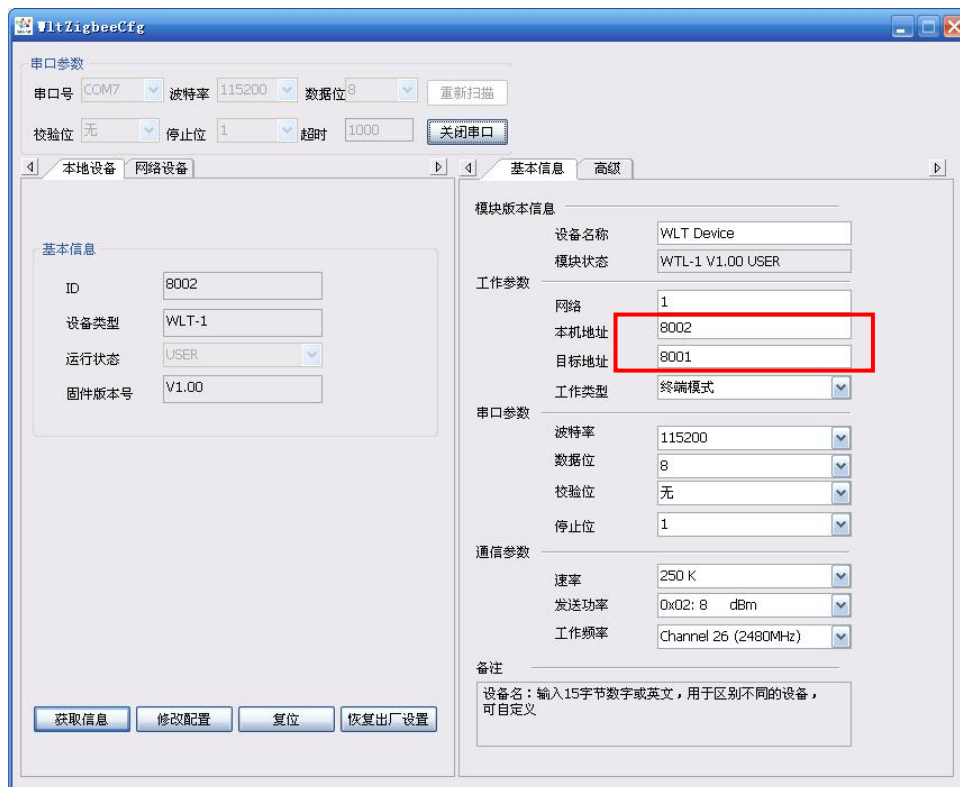 WltZigbeeCfg
串口参数
串口号 COM7 波特率 115200 数据位 8 重新扫描
校验位 无 停止位 1 超时 1000 关闭串口
本地设备 网络设备
基本信息
ID 8002
设备类型 WLT-1
运行状态 USER
固件版本号 V1.00
获取信息 修改配置 复位 恢复出厂设置
基本信息 高级
模块版本信息
设备名称 WLT Device
模块状态 WTL-1 V1.00 USER
工作参数
网络 1
本机地址 8002
目标地址 8001
工作类型 终端模式
串口参数
波特率 115200
数据位 8
校验位 无
停止位 1
通信参数
速率 250 K
发送功率 0x02: 8 dBm
工作频率 Channel 26 (2480MHz)
备注
设备名：输入15字节数字或英文，用于区别不同的设备，
可自定义